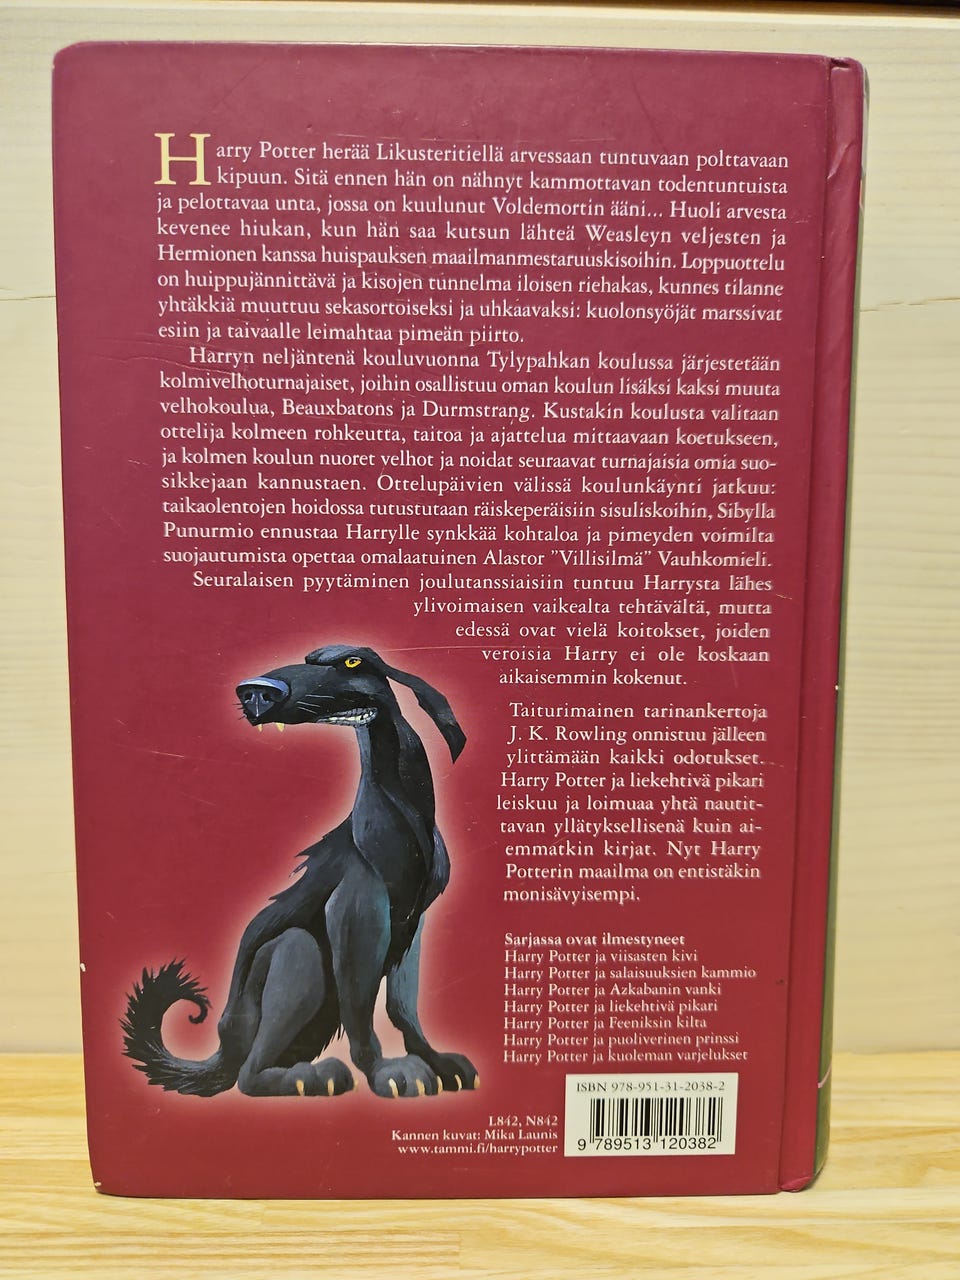 Harry Potter herää Likusteritiellä arvessaan tuntuvaan polttavaan
kipuun. Sitä ennen hän on nähnyt kammottavan todentuntuista
ja pelottavaa unta, jossa on kuulunut Voldemortin ääni... Huoli arvesta
kevenee hiukan, kun hän saa kutsun lähteä Weasleyn veljesten ja
Hermionen kanssa huispauksen maailmanmestaruuskisoihin. Loppuottelu
on huippujännittävä ja kisojen tunnelma iloisen riehakas, kunnes tilanne
yhtäkkiä muuttuu sekasortoiseksi ja uhkaavaksi: kuolonsyöjät marssivat
esiin ja taivaalle leimahtaa pimeän piirto.
Harryn neljäntenä kouluvuonna Tylypahkan koulussa järjestetään
kolmivelhoturnajaiset, joihin osallistuu oman koulun lisäksi kaksi muuta
velhokoulua, Beauxbatons ja Durmstrang. Kustakin koulusta valitaan
ottelija kolmeen rohkeutta, taitoa ja ajattelua mittaavaan koetukseen,
ja kolmen koulun nuoret velhot ja noidat seuraavat turnajaisia omia suo-
sikkejaan kannustaen. Ottelupäivien välissä koulunkäynti jatkuu:
taikaolentojen hoidossa tutustutaan räiskeperäisiin sisuliskoihin, Sibylla
Punurmio ennustaa Harrylle synkkää kohtaloa ja pimeyden voimilta
suojautumista opettaa omalaatuinen Alastor ”Villisilmä” Vauhkomieli.
Seuralaisen pyytäminen joulutanssiaisiin tuntuu Harrysta lähes
ylivoimaisen vaikealta tehtävältä, mutta
edessä ovat vielä koitokset, joiden
veroisia Harry ei ole koskaan
aikaisemmin kokenut.
Taiturimainen tarinankertoja
J. K. Rowling onnistuu jälleen
ylittämään kaikki odotukset.
Harry Potter ja liekehtivä pikari
leiskuu ja loimuaa yhtä nautit-
tavan yllätyksellisenä kuin ai-
emmatkin kirjat. Nyt Harry
Potterin maailma on entistäkin
monisävyisempi.
Sarjassa ovat ilmestyneet
Harry Potter ja viisasten kivi
Harry Potter ja salaisuuksien kammio
Harry Potter ja Azkabanin vanki
Harry Potter ja liekehtivä pikari
Harry Potter ja Feeniksin kilta
Harry Potter ja puoliverinen prinssi
Harry Potter ja kuoleman varjelukset
ISBN 978-951-31-2038-2
9 789513 120382
L842, N842
Kannen kuvat: Mika Launis
www.tammi.fi/harrypotter